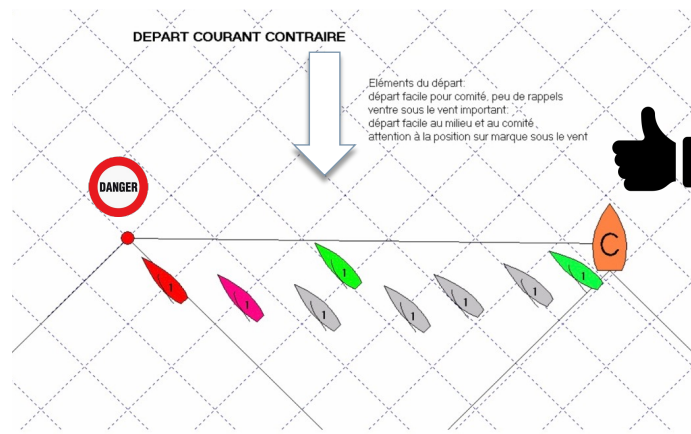 DEPART COURANT CONTRAIRE
Eléments du départ:
départ facile pour comité, peu de rappels
ventre sous le vent important:
départ facile au milieu et au comité
attention à la position sur marque sous le vent
DANGER
C
1
1
1
1
1
1
1
1